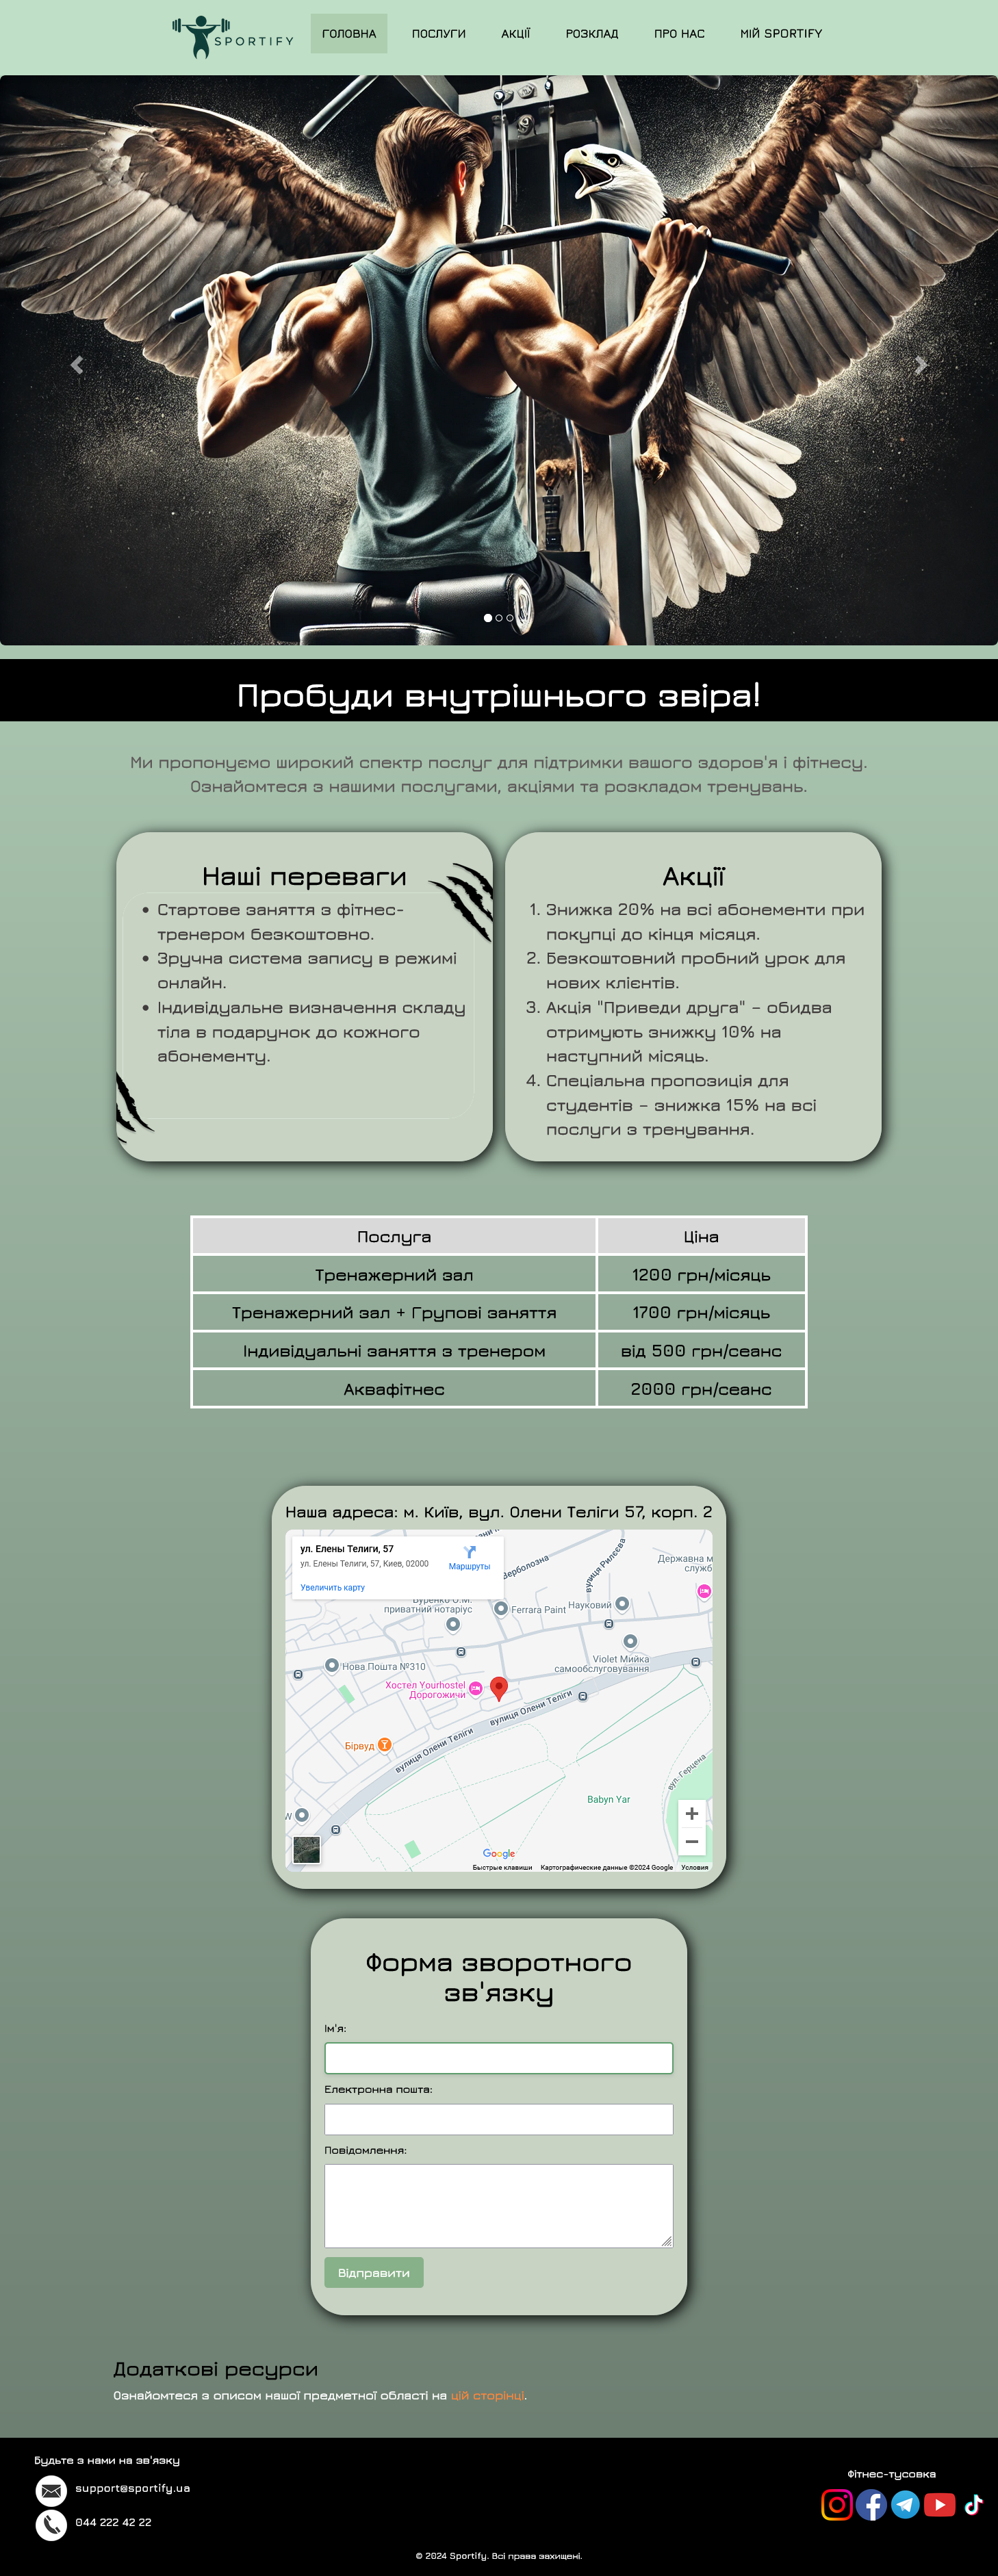 SPORTIFY
ГОЛОВНА
ПОСЛУГИ
АКЦІЇ
РОЗКЛАД
ПРО НАС
МІЙ SPORTIFY
Пробуди внутрішнього звіра!
Ми пропонуємо широкий спектр послуг для підтримки вашого здоров'я і фітнесу.
Ознайомтеся з нашими послугами, акціями та розкладом тренувань.
Наші переваги
• Стартове заняття з фітнес-
тренером безкоштовно.
• Зручна система запису в режимі
онлайн.
• Індивідуальне визначення складу
тіла в подарунок до кожного
абонементу.
Акції
1. Знижка 20% на всі абонементи при
покупці до кінця місяця.
2. Безкоштовний пробний урок для
нових клієнтів.
3. Акція "Приведи друга" – обидва
отримують знижку 10% на
наступний місяць.
4. Спеціальна пропозиція для
студентів – знижка 15% на всі
послуги з тренування.
Послуга Ціна
Тренажерний зал 1200 грн/місяць
Тренажерний зал + Групові заняття 1700 грн/місяць
Індивідуальні заняття з тренером від 500 грн/сеанс
Аквафітнес 2000 грн/сеанс
Наша адреса: м. Київ, вул. Олени Теліги 57, корп. 2
ул. Елены Телиги, 57
ул. Елены Телиги, 57, Киев, 02000
Маршруты
Увеличить карту
вулиця Рилєєва
Державна м
служб
Буренко О.М.
приватний нотаріус
Ferrara Paint
Науковий
Violet Мийка
самообслуговування
Нова Пошта №310
Хостел Yourhostel
Дорогожичи
вулиця Олени Теліги
вулиця Олени Теліги
Бірвуд
вул. Герцена
Babyn Yar
W
Google
Быстрые клавиши
Картографические данные ©2024 Google
Условия
Форма зворотного
зв'язку
Ім'я:
Електронна пошта:
Повідомлення:
Відправити
Додаткові ресурси
Ознайомтеся з описом нашої предметної області на цій сторінці.
Будьте з нами на зв'язку
support@sportify.ua
044 222 42 22
Фітнес-тусовка
© 2024 Sportify. Всі права захищені.